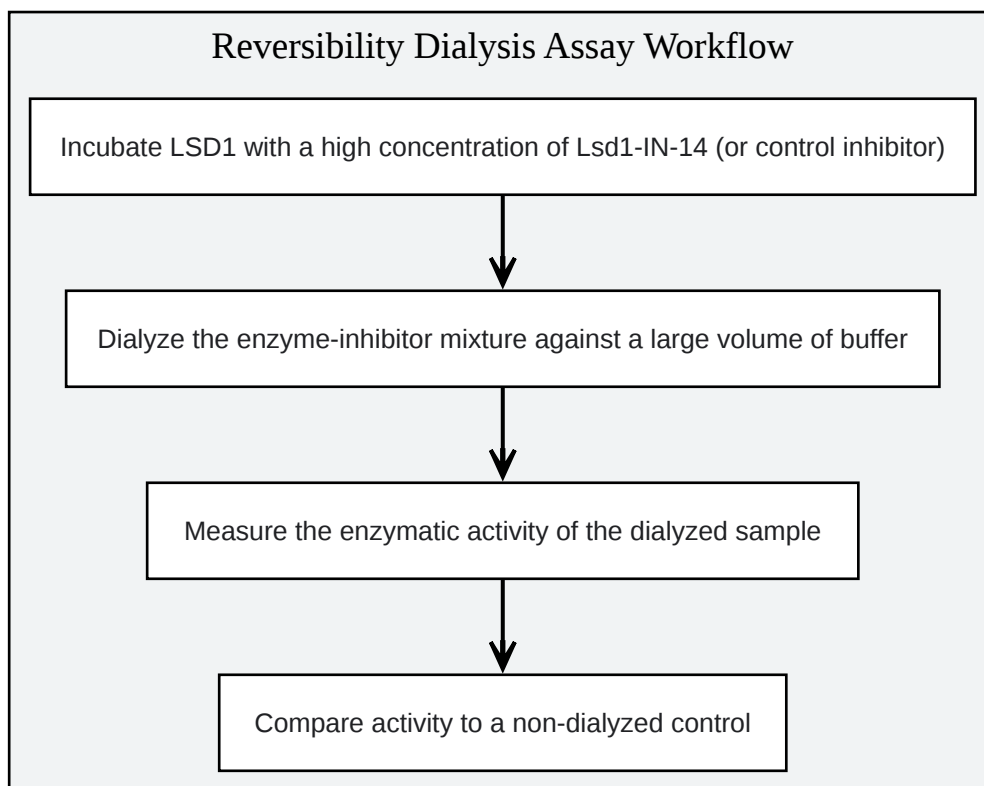 Reversibility Dialysis Assay Workflow
Incubate LSD1 with a high concentration of Lsd1-IN-14 (or control inhibitor)
Dialyze the enzyme-inhibitor mixture against a large volume of buffer
Measure the enzymatic activity of the dialyzed sample
Compare activity to a non-dialyzed control